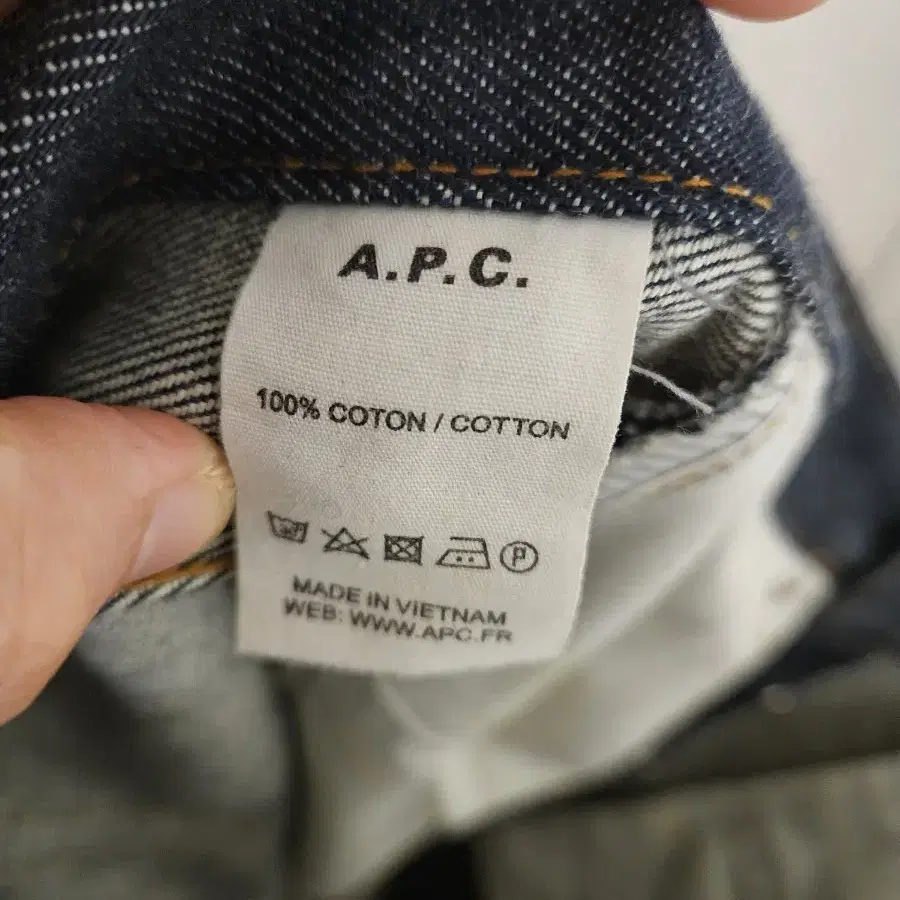 A.P.C.
100% COTON / COTTON
P
MADE IN VIETNAM
WEB: WWW.APC.FR